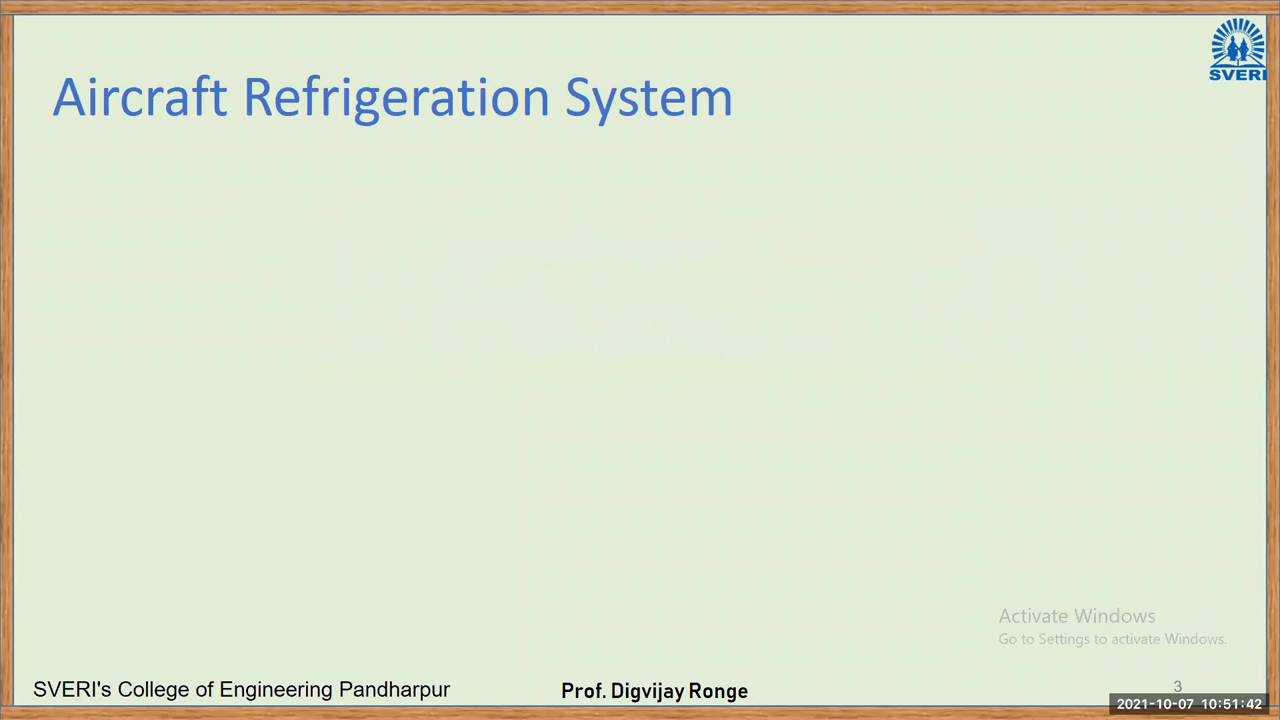 SVERI
Aircraft Refrigeration System
Activate Windows
Go to Settings to activate Windows.
SVERI's College of Engineering Pandharpur
Prof. Digvijay Ronge
3
2021-10-07 10:51:42